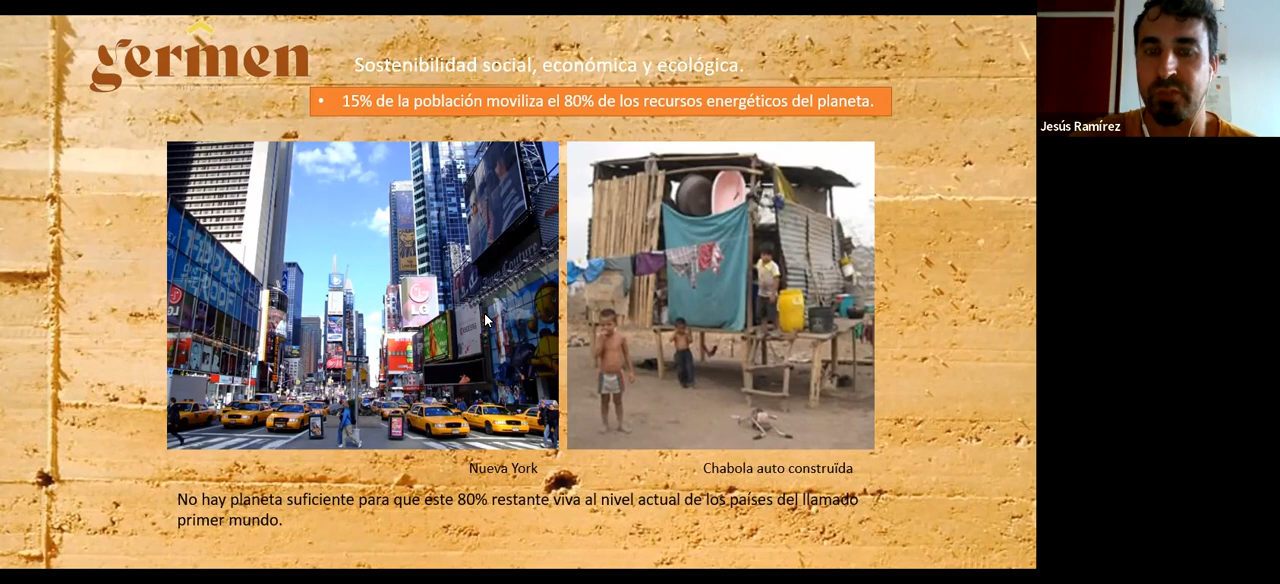 germen
Sostenibilidad social, económica y ecológica.
• 15% de la población moviliza el 80% de los recursos energéticos del planeta.
Jesús Ramírez
LG
Nueva York
Chabola auto construïda
No hay planeta suficiente para que este 80% restante viva al nivel actual de los países del llamado
primer mundo.